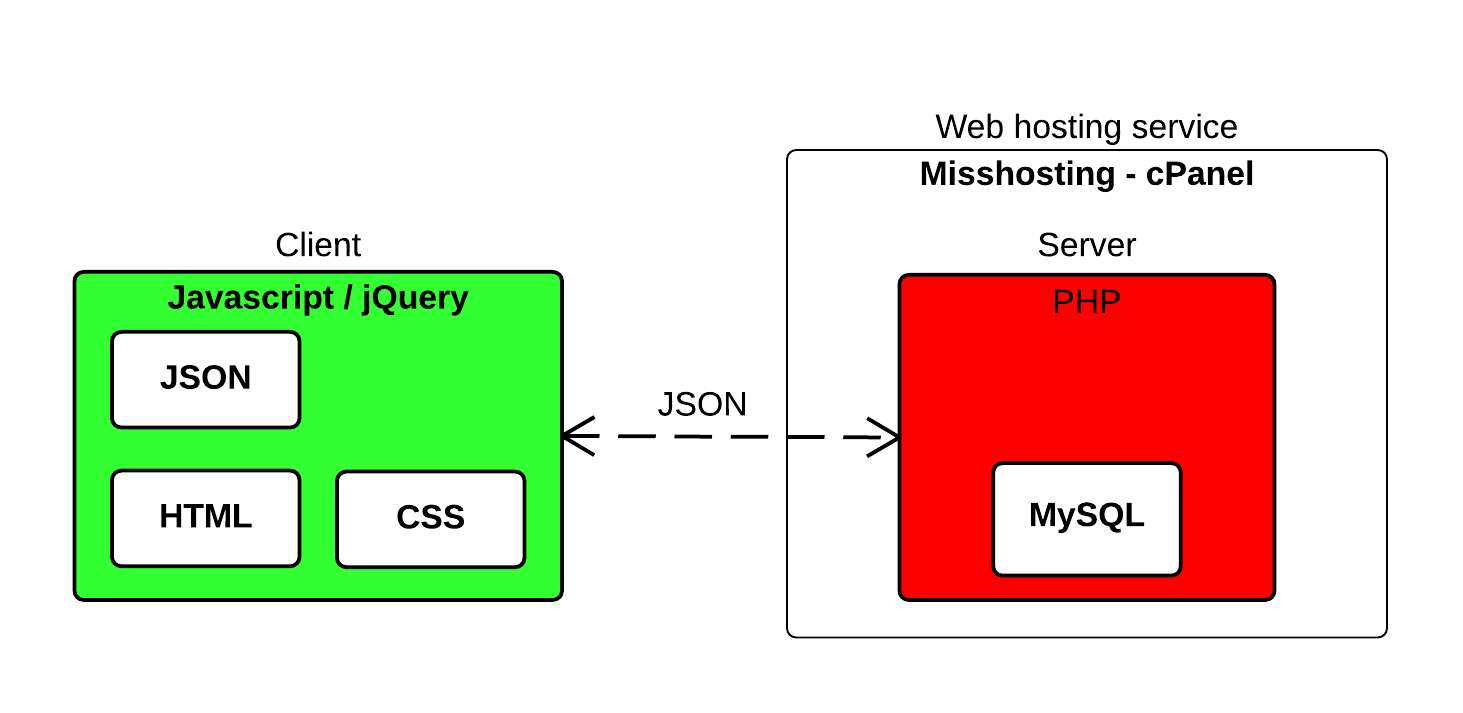 Web hosting service
Misshosting - cPanel
Client
Server
Javascript / jQuery
PHP
JSON
JSON
HTML
CSS
MySQL